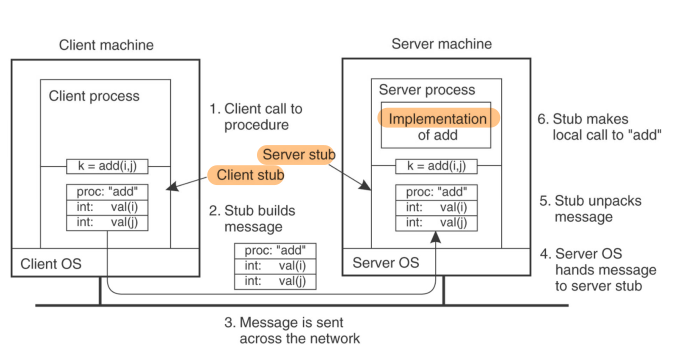 Client machine
Server machine
Client process
Server process
1. Client call to
procedure
Implementation
of add
6. Stub makes
local call to "add"
Server stub
k = add(i,j)
k = add(i,j)
Client stub
proc: "add"
int: val(i)
int: val(j)
proc: "add"
int: val(i)
int: val(j)
2. Stub builds
message
5. Stub unpacks
message
proc: "add"
int: val(i)
int: val(j)
4. Server OS
hands message
to server stub
Client OS
Server OS
3. Message is sent
across the network